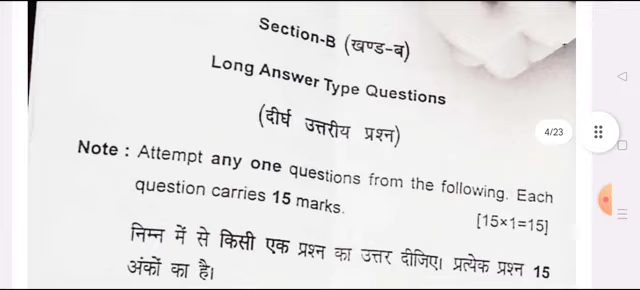 Section-B (खण्ड-ब)
Long Answer Type Questions
(दीर्घ उत्तरीय प्रश्न)
4/23
Note : Attempt any one questions from the following. Each
question carries 15 marks.
[15×1=15]
निम्न में से किसी एक प्रश्न का उत्तर दीजिए। प्रत्येक प्रश्न 15
अंकों का है।